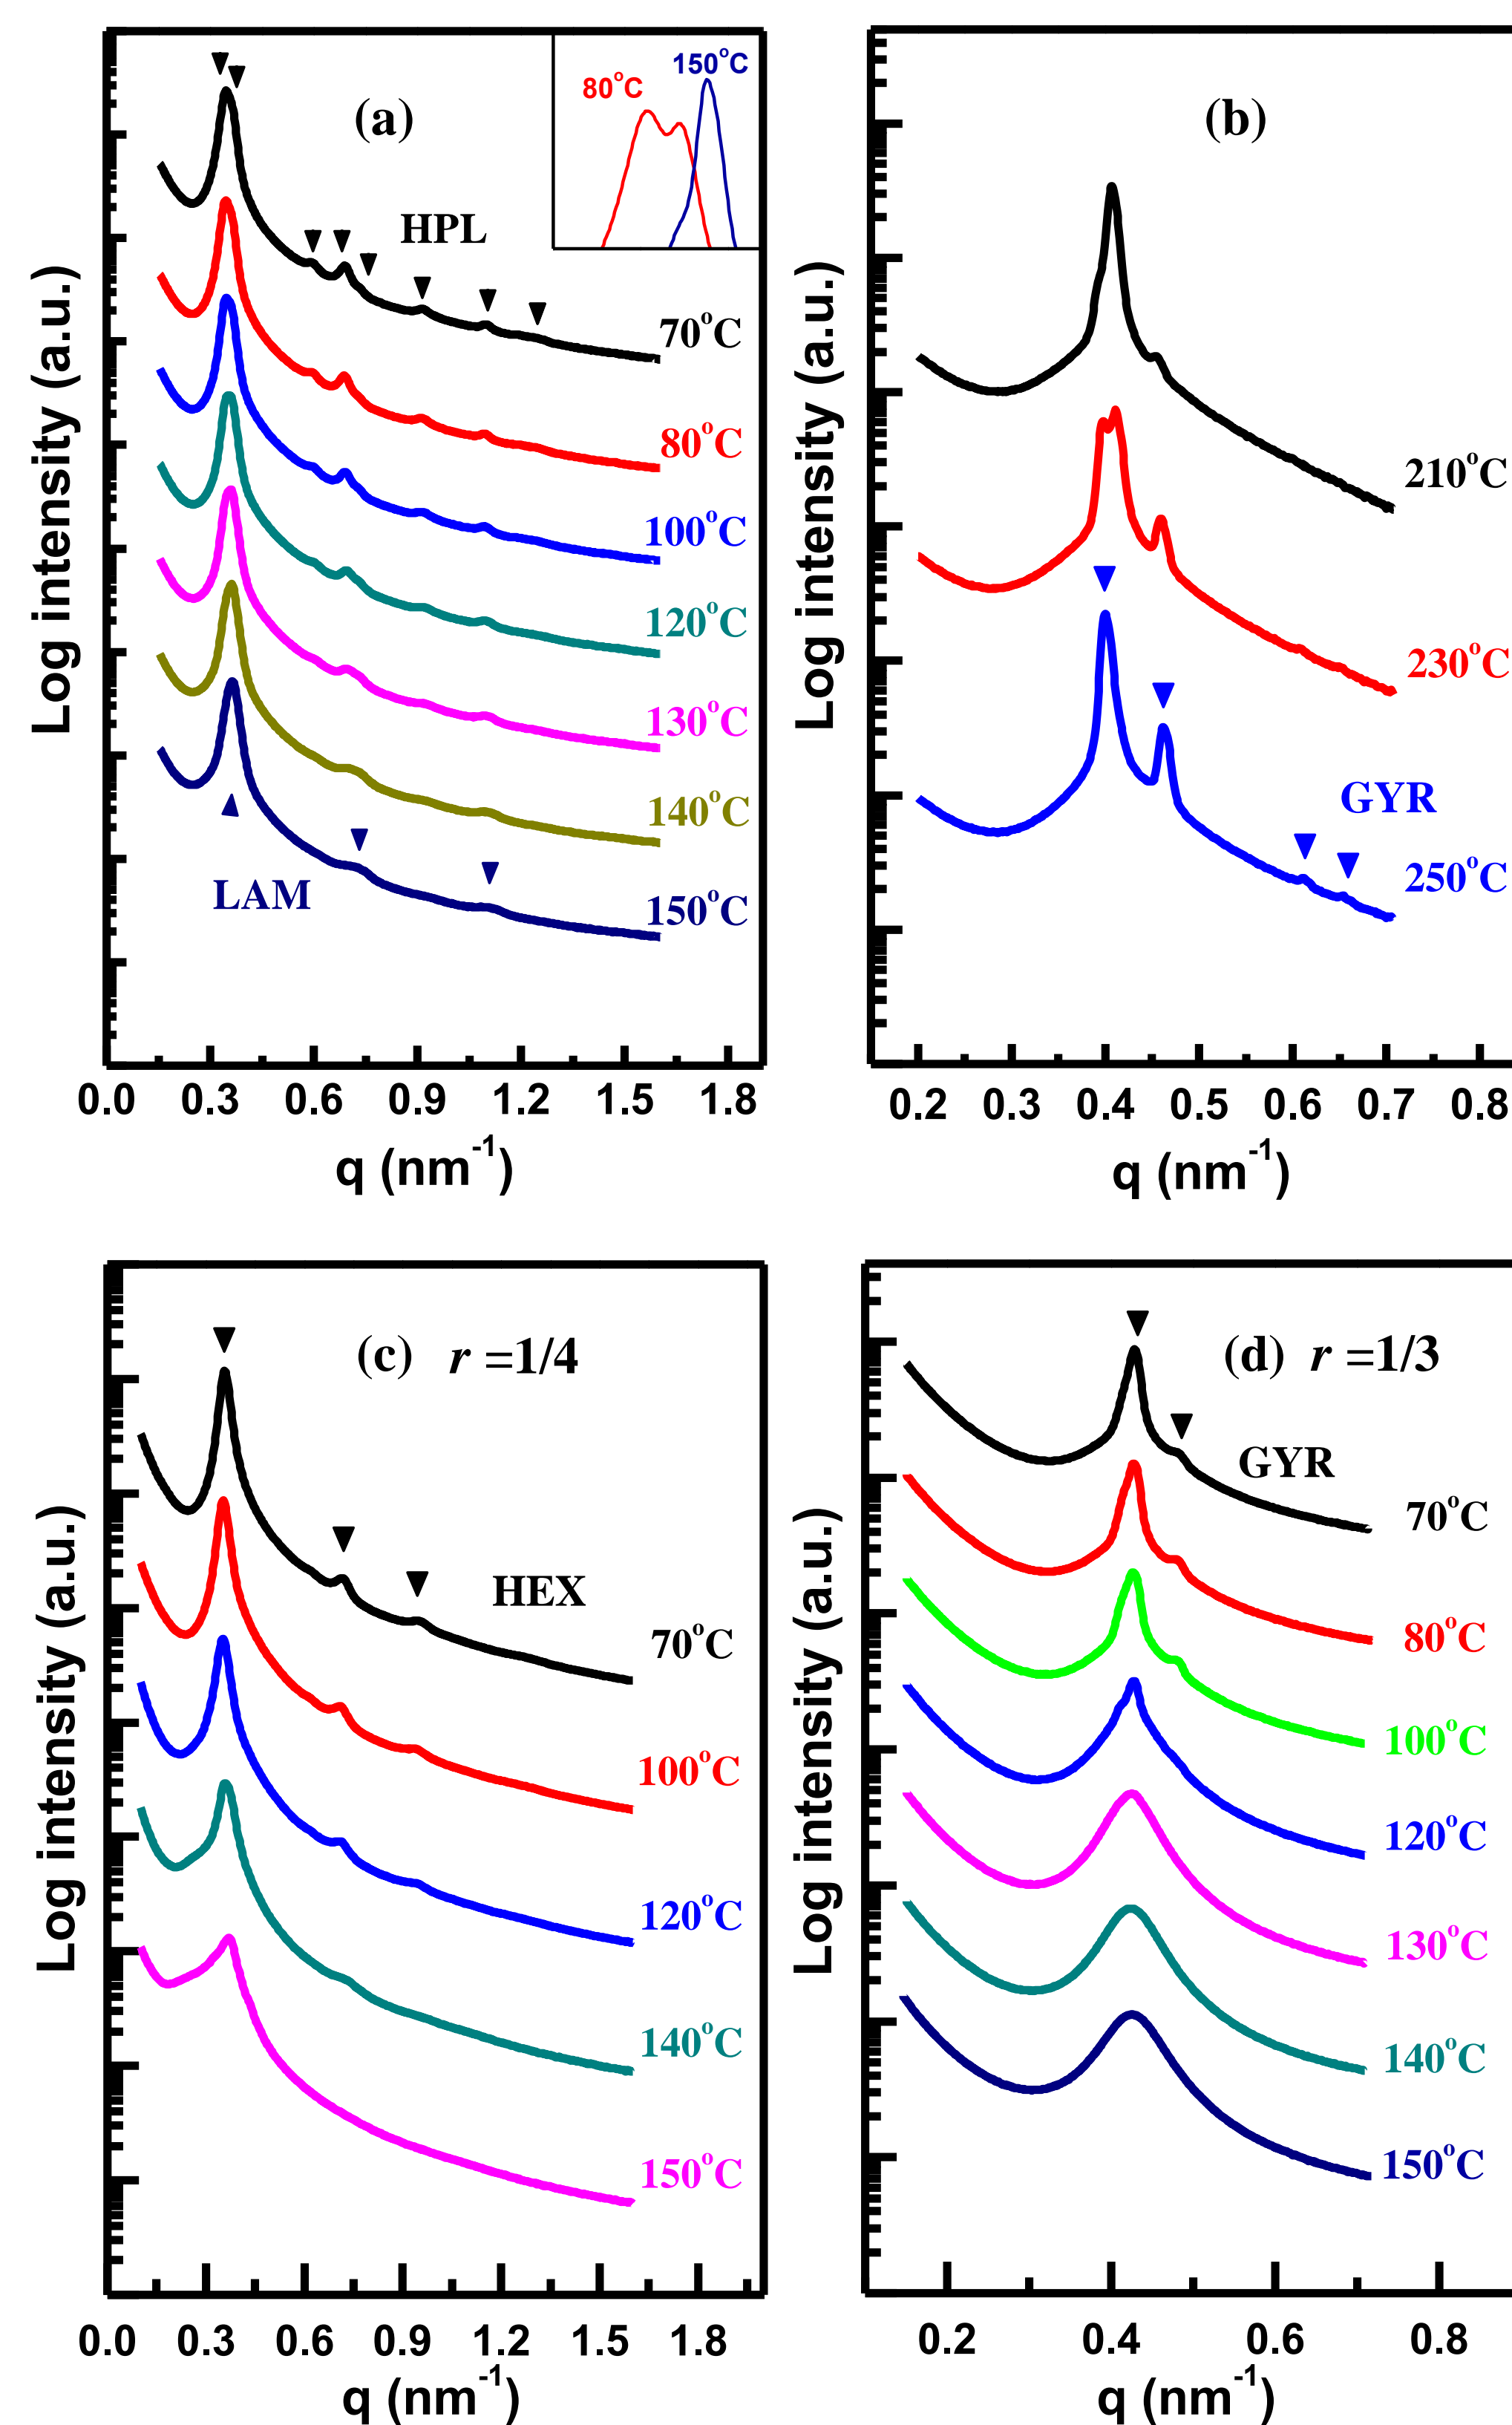 (a)
80°C
150°C
HPL
70°C
80°C
100°C
120°C
130°C
140°C
150°C
LAM
Log intensity (a.u.)
0.0 0.3 0.6 0.9 1.2 1.5 1.8
q (nm⁻¹)
(b)
210°C
230°C
GYR
250°C
Log intensity (a.u.)
0.2 0.3 0.4 0.5 0.6 0.7 0.8
q (nm⁻¹)
(c) r =1/4
HEX
70°C
100°C
120°C
140°C
150°C
Log intensity (a.u.)
0.0 0.3 0.6 0.9 1.2 1.5 1.8
q (nm⁻¹)
(d) r =1/3
GYR
70°C
80°C
100°C
120°C
130°C
140°C
150°C
Log intensity (a.u.)
0.2 0.4 0.6 0.8
q (nm⁻¹)